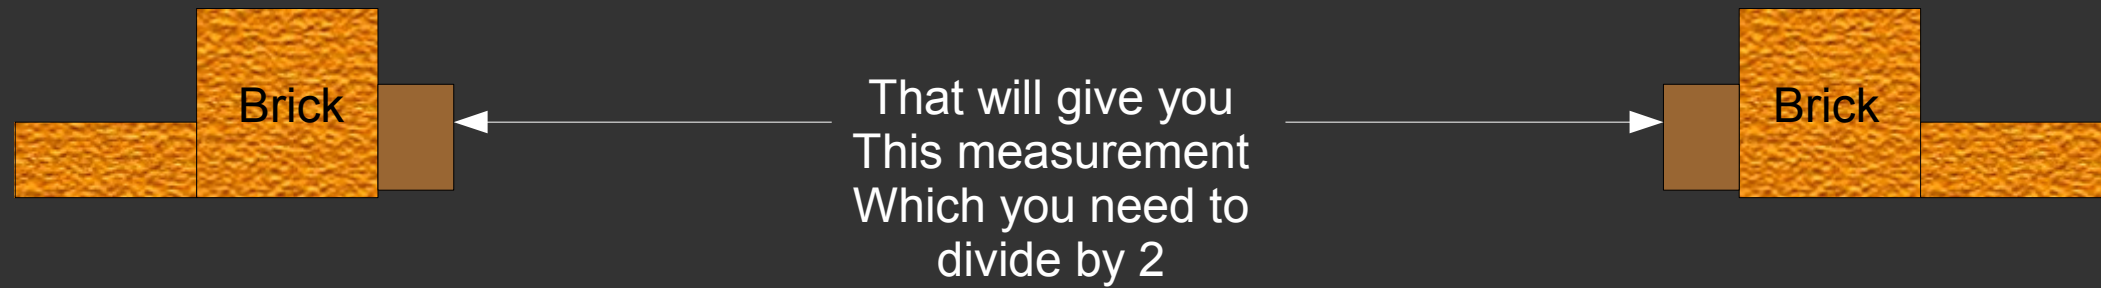 Brick
That will give you
This measurement
Which you need to
divide by 2
Brick